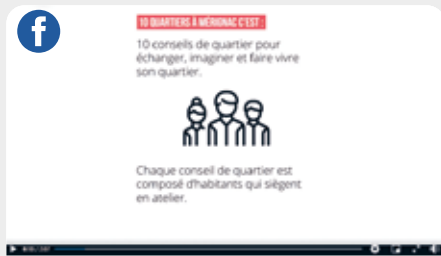 10 QUARTIERS À MÉRIGNAC C'EST :
10 conseils de quartier pour
échanger, imaginer et faire vivre
son quartier.
Chaque conseil de quartier est
composé d'habitants qui siègent
en atelier.